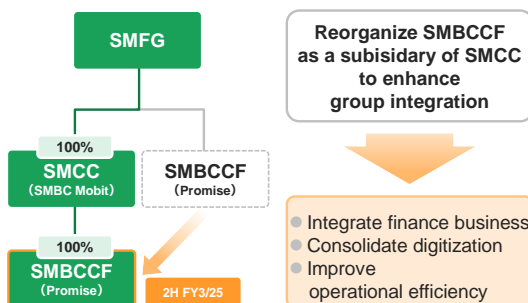 SMFG
100%
SMCC
(SMBC Mobit)
SMBCCF
(Promise)
100%
SMBCCF
(Promise)
2H FY3/25
Reorganize SMBCCF
as a subisidary of SMCC
to enhance
group integration
Integrate finance business
Consolidate digitization
Improve
operational efficiency